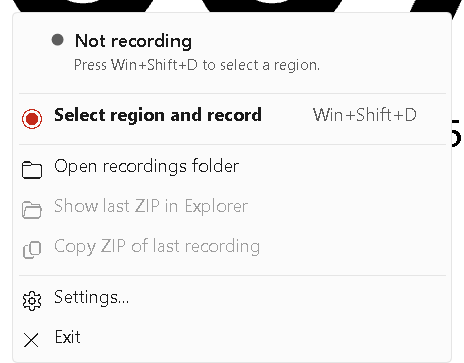 Not recording
Press Win+Shift+D to select a region.
Select region and record Win+Shift+D
Open recordings folder
Show last ZIP in Explorer
Copy ZIP of last recording
Settings...
Exit